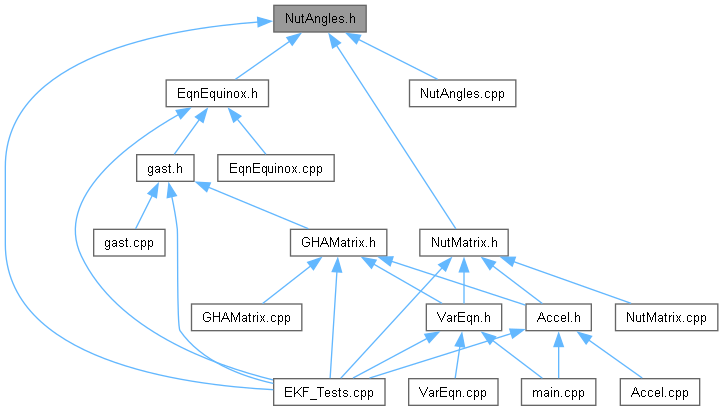 NutAngles.h
EqnEquinox.h
NutAngles.cpp
gast.h
EqnEquinox.cpp
gast.cpp
GHAMatrix.h
NutMatrix.h
GHAMatrix.cpp
VarEqn.h
Accel.h
NutMatrix.cpp
EKF_Tests.cpp
VarEqn.cpp
main.cpp
Accel.cpp